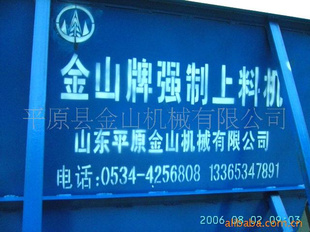 金山牌强制上料机
平原县金山机械有限公司
山东平原金山机械有限公司
电话:0534-4256808 13365347891
2006.08.02 09:03
alibaba.com.cn